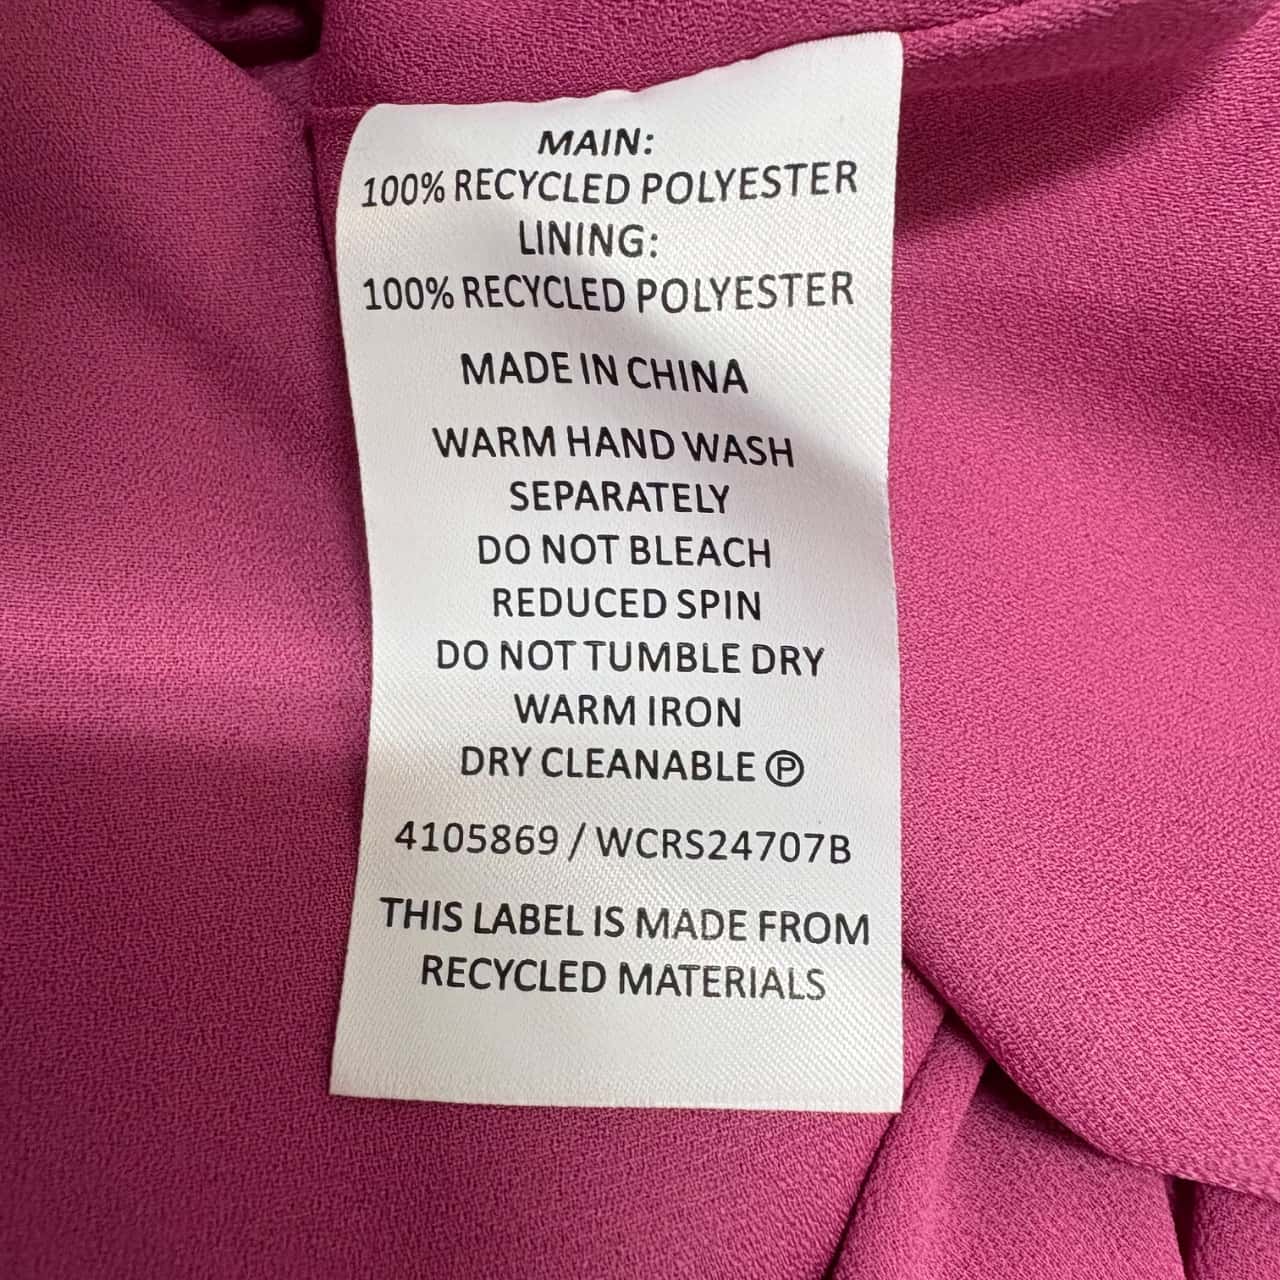 MAIN:
100% RECYCLED POLYESTER
LINING:
100% RECYCLED POLYESTER
MADE IN CHINA
WARM HAND WASH
SEPARATELY
DO NOT BLEACH
REDUCED SPIN
DO NOT TUMBLE DRY
WARM IRON
DRY CLEANABLE Ⓟ
4105869 / WCRS24707B
THIS LABEL IS MADE FROM
RECYCLED MATERIALS